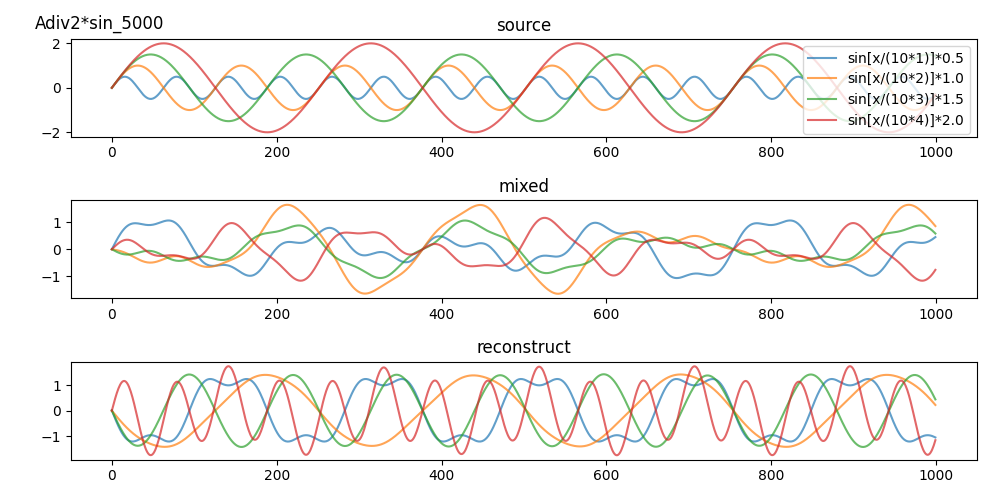 Adiv2*sin_5000
source
2
0
−2
sin[x/(10*1)]*0.5
sin[x/(10*2)]*1.0
sin[x/(10*3)]*1.5
sin[x/(10*4)]*2.0
0 200 400 600 800 1000
mixed
1
0
−1
0 200 400 600 800 1000
reconstruct
1
0
−1
0 200 400 600 800 1000